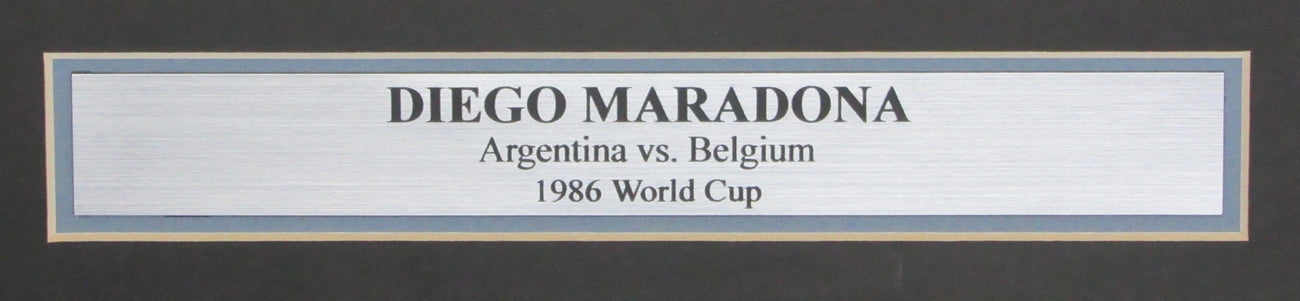 DIEGO MARADONA
Argentina vs. Belgium
1986 World Cup